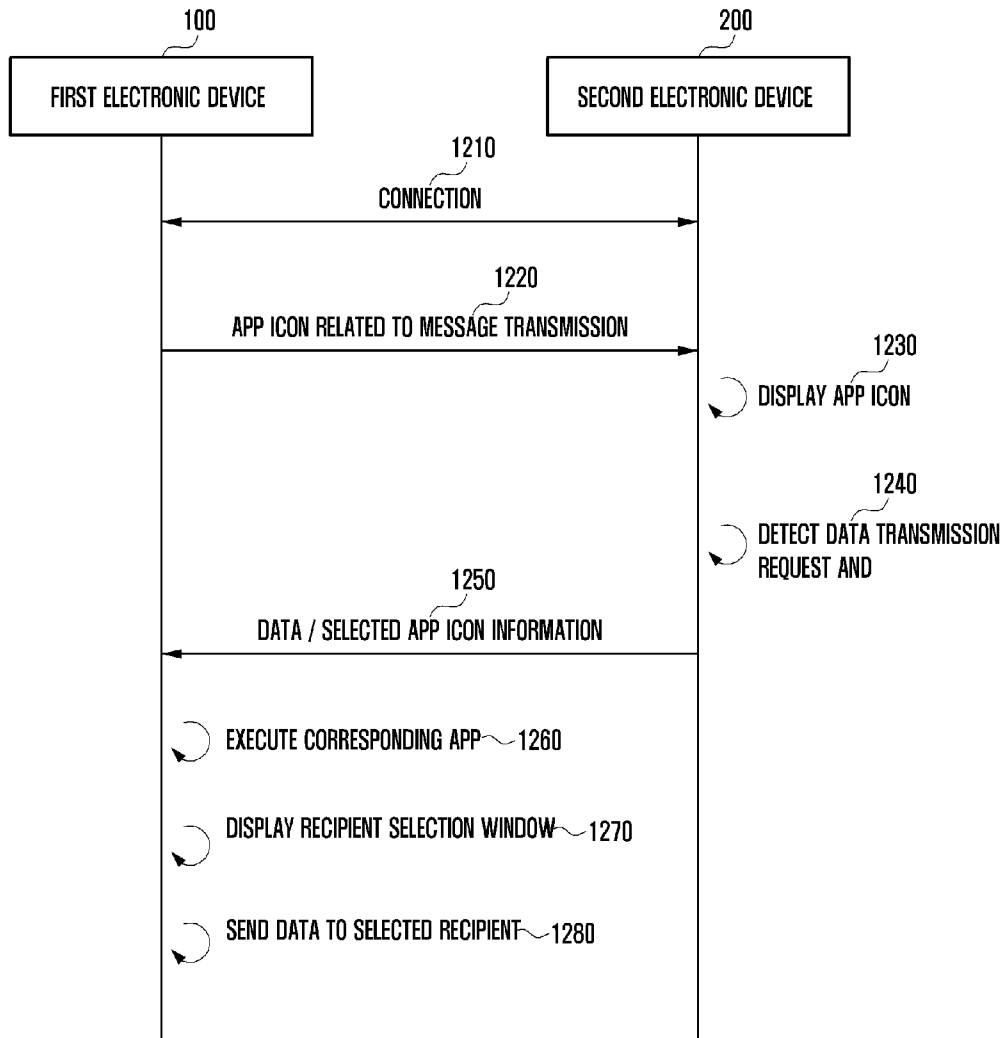 100
200
FIRST ELECTRONIC DEVICE
SECOND ELECTRONIC DEVICE
1210
CONNECTION
1220
APP ICON RELATED TO MESSAGE TRANSMISSION
1230
DISPLAY APP ICON
1240
DETECT DATA TRANSMISSION
REQUEST AND
1250
DATA / SELECTED APP ICON INFORMATION
EXECUTE CORRESPONDING APP 1260
DISPLAY RECIPIENT SELECTION WINDOW 1270
SEND DATA TO SELECTED RECIPIENT 1280